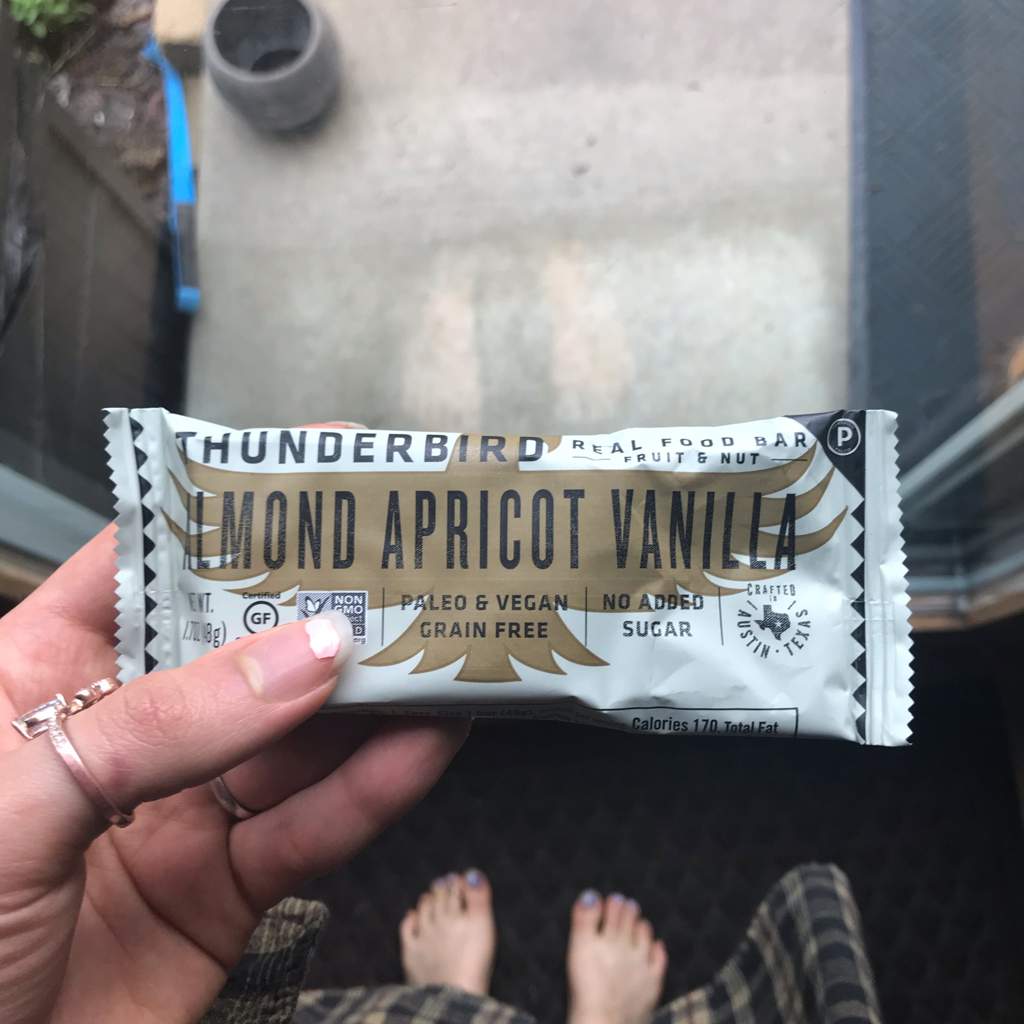 THUNDERBIRD
REAL FOOD BAR
FRUIT & NUT
P
ALMOND APRICOT VANILLA
Certified
GF
NON
GMO
PALEO & VEGAN
GRAIN FREE
NO ADDED
SUGAR
CRAFTED
IN
AUSTIN · TEXAS
Calories 170, Total Fat